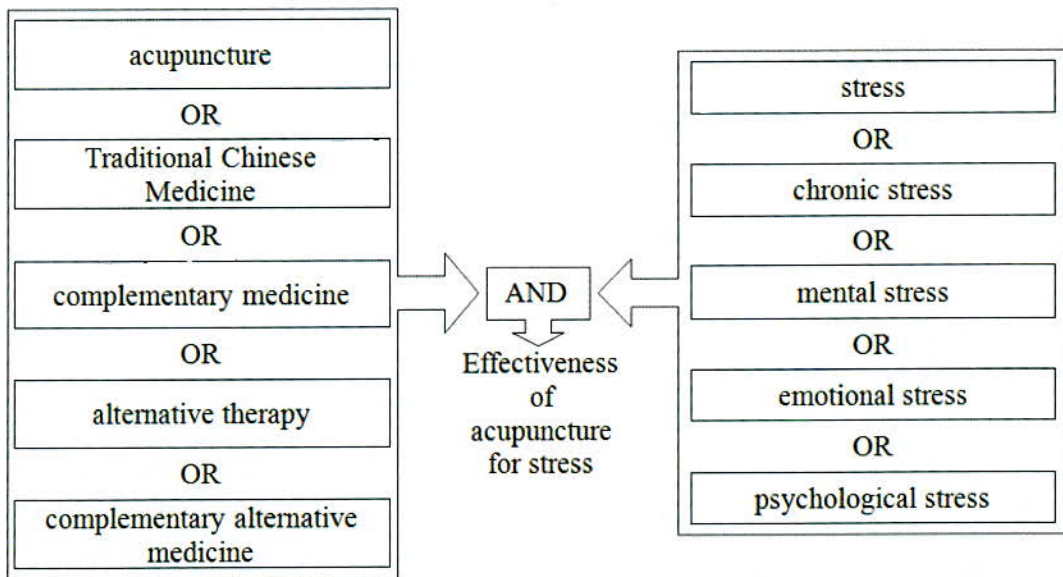 acupuncture
OR
Traditional Chinese
Medicine
OR
complementary medicine
OR
alternative therapy
OR
complementary alternative
medicine
AND
Effectiveness
of
acupuncture
for stress
stress
OR
chronic stress
OR
mental stress
OR
emotional stress
OR
psychological stress